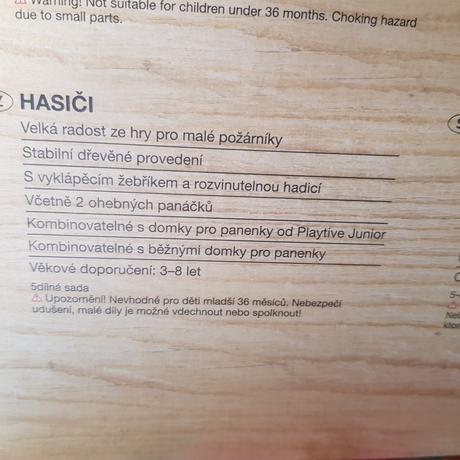 ⚠ Warning! Not suitable for children under 36 months. Choking hazard
due to small parts.
HASIČI
Velká radost ze hry pro malé požárníky
Stabilní dřevěné provedení
S vyklápěcím žebříkem a rozvinutelnou hadicí
Včetně 2 ohebných panáčků
Kombinovatelné s domky pro panenky od Playtive Junior
Kombinovatelné s běžnými domky pro panenky
Věkové doporučení: 3–8 let
5dílná sada
⚠ Upozornění! Nevhodné pro děti mladší 36 měsíců. Nebezpečí
udušení, malé díly je možné vdechnout nebo spolknout!